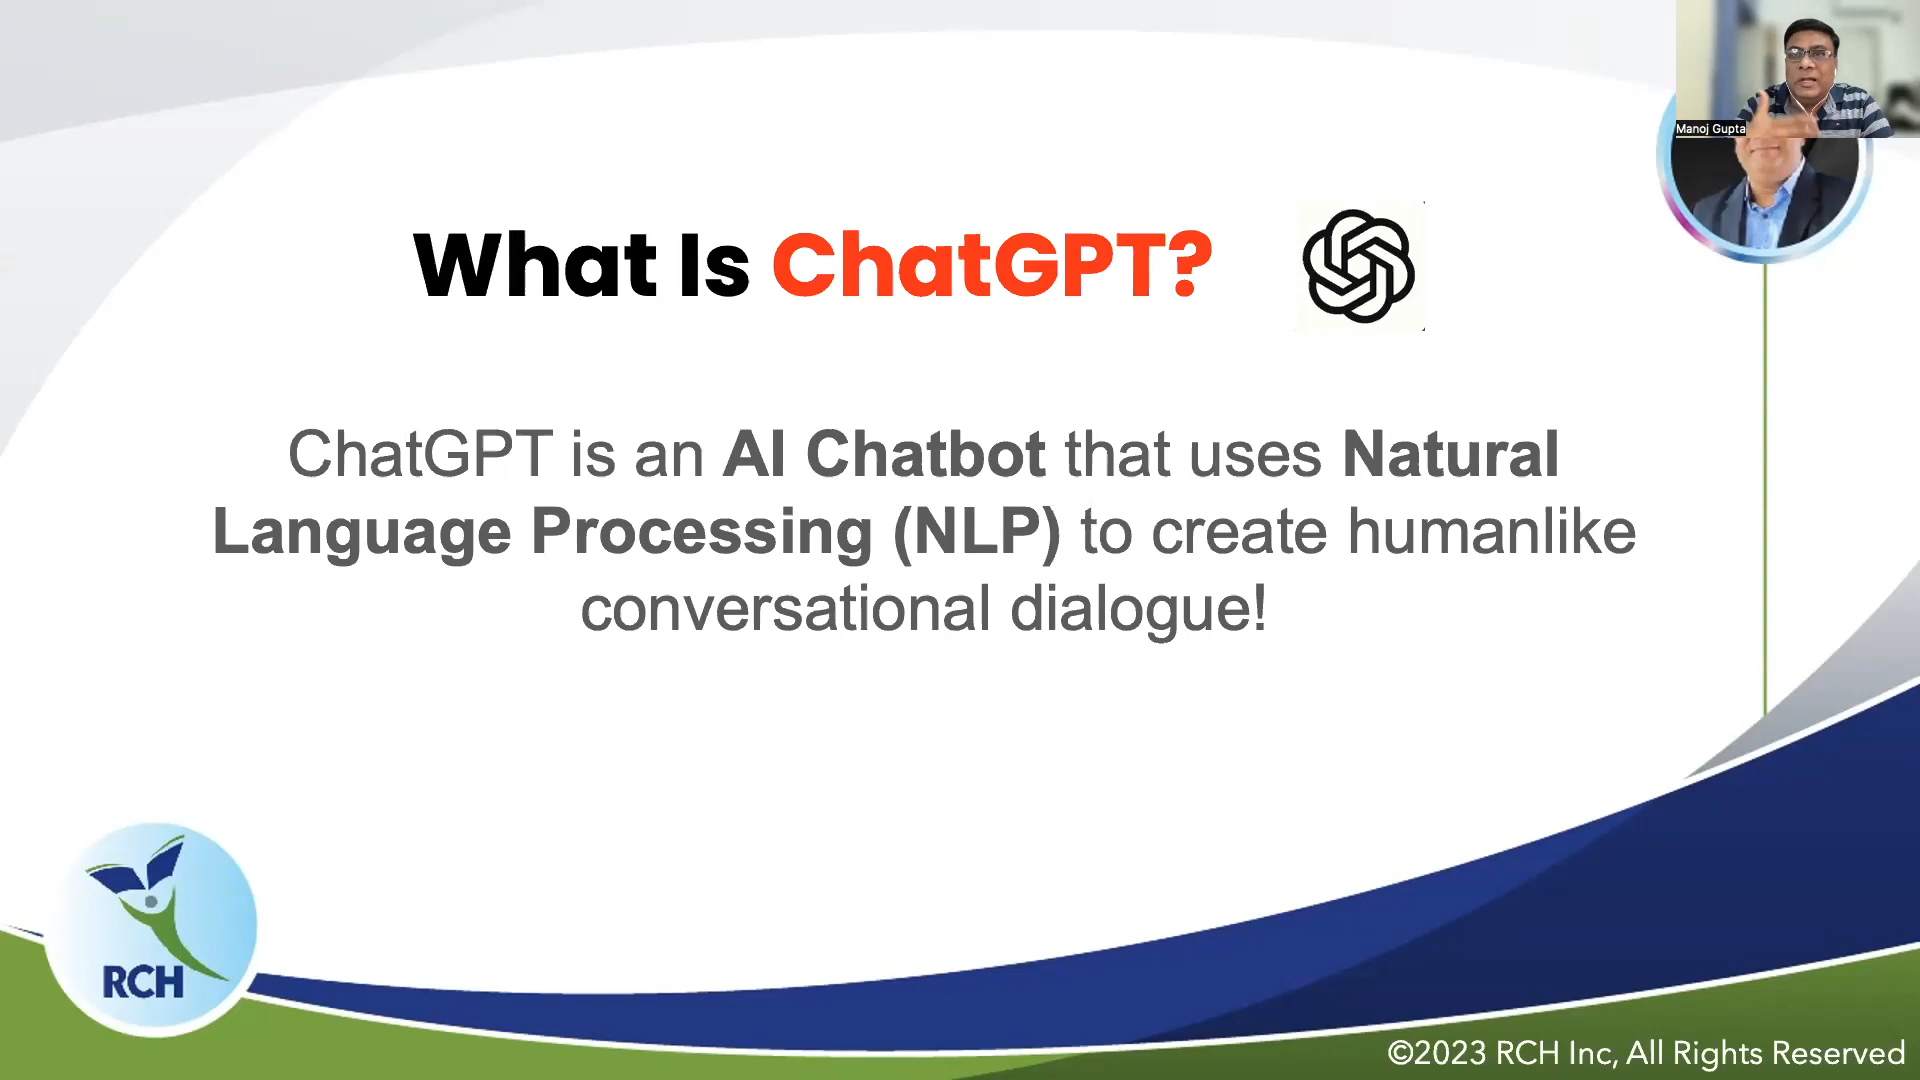 Manoj Gupta
What Is ChatGPT?
ChatGPT is an AI Chatbot that uses Natural
Language Processing (NLP) to create humanlike
conversational dialogue!
RCH
©2023 RCH Inc, All Rights Reserved